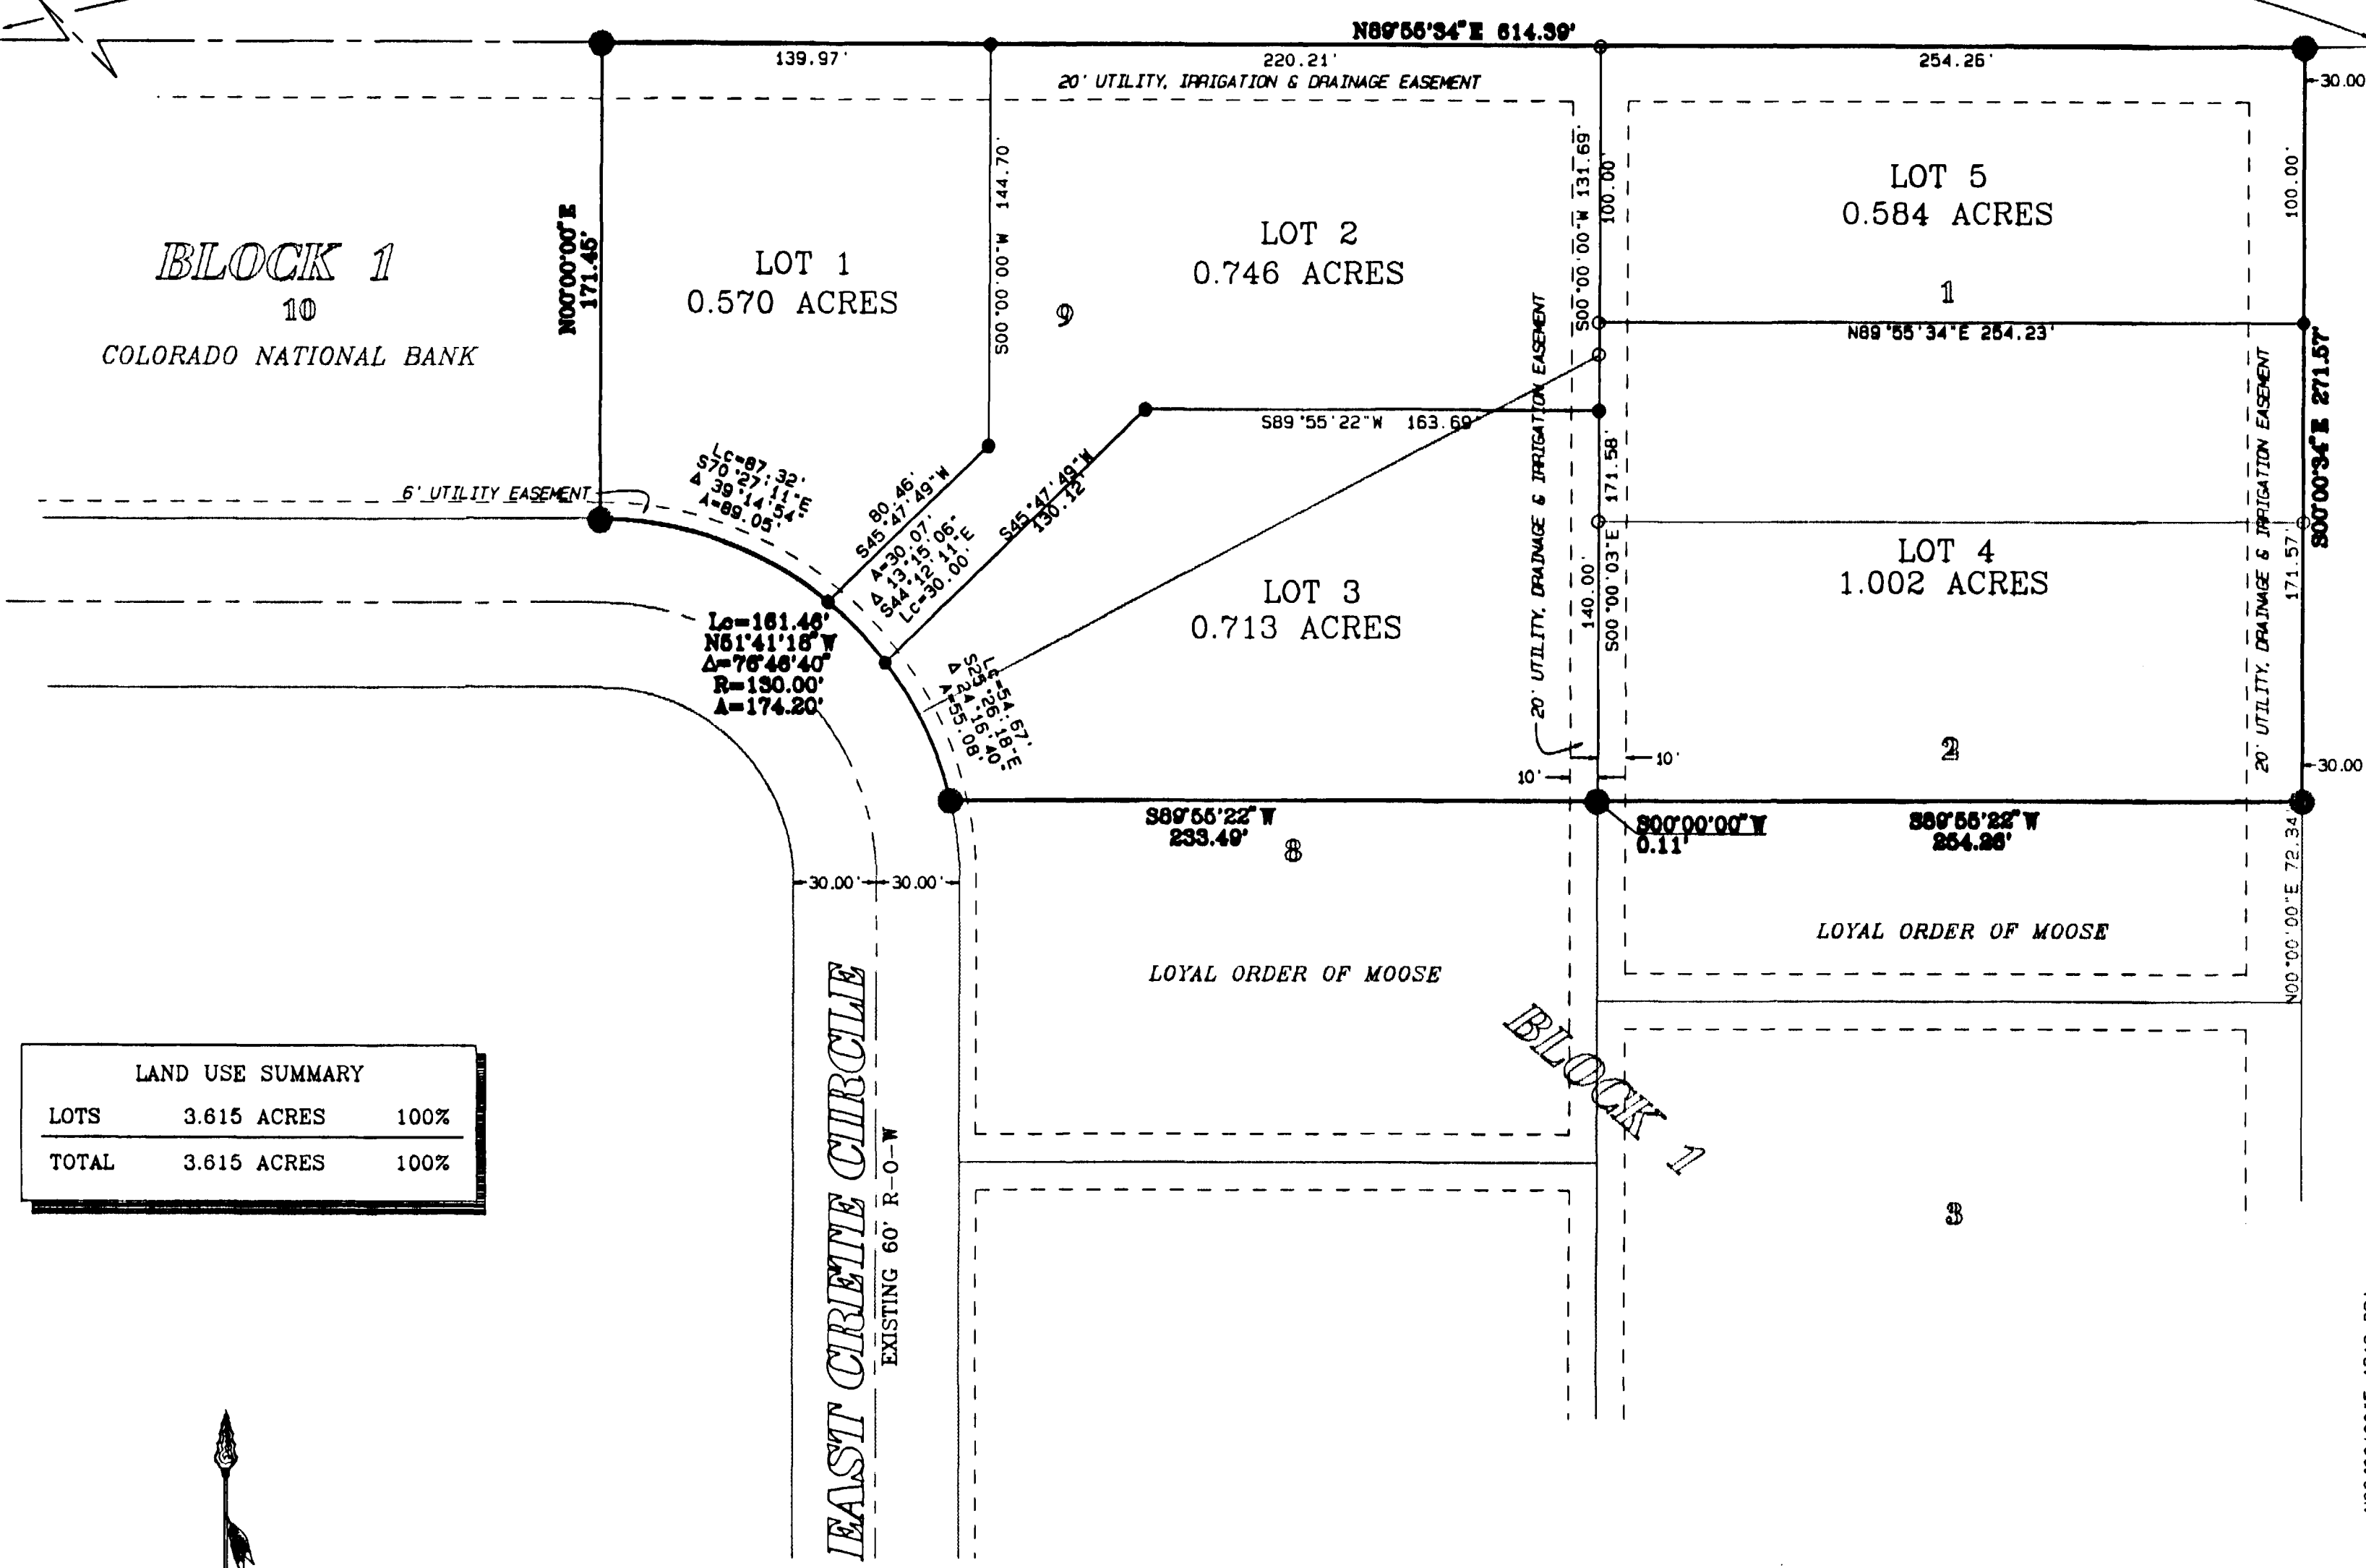 N89°55'34"E 614.39'
139.97'
220.21'
254.26'
20' UTILITY, IRRIGATION & DRAINAGE EASEMENT
30.00
BLOCK 1
10
COLORADO NATIONAL BANK
N00°00'00"E
171.45'
LOT 1
0.570 ACRES
S00°00'00"W 144.70'
9
LOT 2
0.746 ACRES
S00°00'00"W 131.69'
100.00'
LOT 5
0.584 ACRES
1
100.00'
N89°55'34"E 254.23'
S00°00'34"E 271.57'
20' UTILITY, DRAINAGE & IRRIGATION EASEMENT
S89°55'22"W 163.69'
20' UTILITY, DRAINAGE & IRRIGATION EASEMENT
6' UTILITY EASEMENT
Lc=87.32'
S70°27'11"E
Δ 39°14'54"
A=89.05'
80.46'
S45°47'49"W
A=30.07'
Δ 13°15'06"
S44°12'11"E
Lc=30.00'
S45°47'49"W
130.12'
S00°00'03"E 171.58'
140.00'
171.57'
LOT 3
0.713 ACRES
LOT 4
1.002 ACRES
Lc=161.46'
N51°41'18"W
Δ=76°46'40"
R=130.00'
A=174.20'
Lc=54.67'
S25°26'18"E
Δ 24°16'40"
A=55.08'
2
10'
10'
30.00
S89°55'22"W
233.49'
8
S00°00'00"W
0.11'
S89°55'22"W
254.26'
N00°00'00"E 72.34'
30.00'
30.00'
LOYAL ORDER OF MOOSE
LOYAL ORDER OF MOOSE
BLOCK 1
3
EAST CRETE CIRCLE
EXISTING 60' R-O-W
LAND USE SUMMARY
LOTS 3.615 ACRES 100%
TOTAL 3.615 ACRES 100%